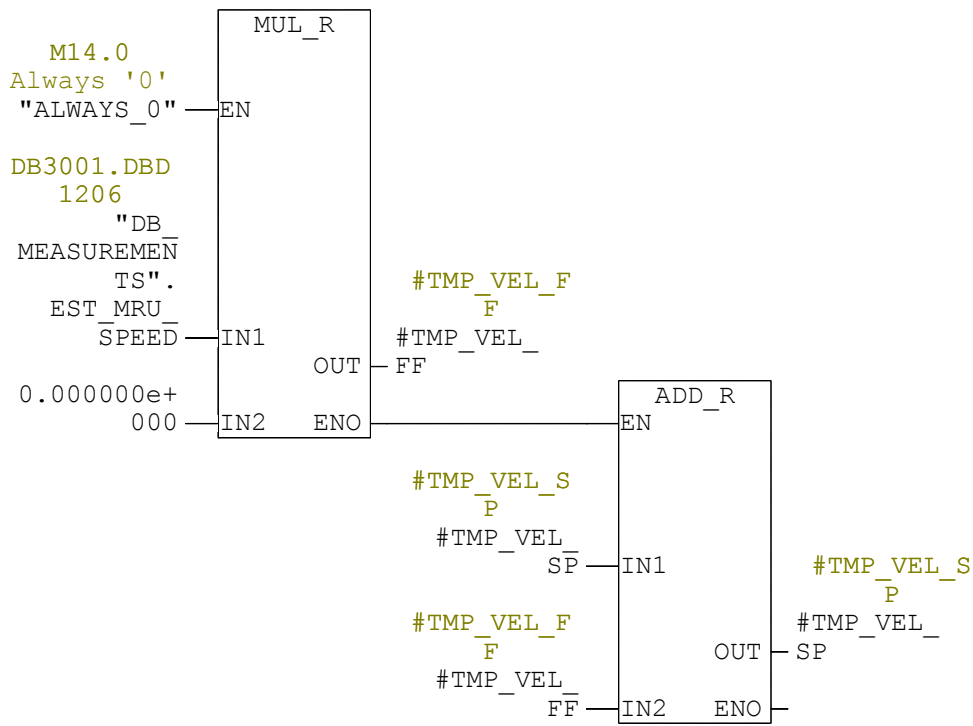 MUL_R
M14.0
Always '0'
"ALWAYS_0"
EN
DB3001.DBD
1206
"DB_
MEASUREMEN
TS".
EST_MRU_
SPEED
IN1
#TMP_VEL_F
F
#TMP_VEL_
OUT
FF
0.000000e+
000
IN2
ENO
ADD_R
EN
#TMP_VEL_S
P
#TMP_VEL_
SP
IN1
#TMP_VEL_S
P
#TMP_VEL_
OUT
SP
#TMP_VEL_F
F
#TMP_VEL_
FF
IN2
ENO